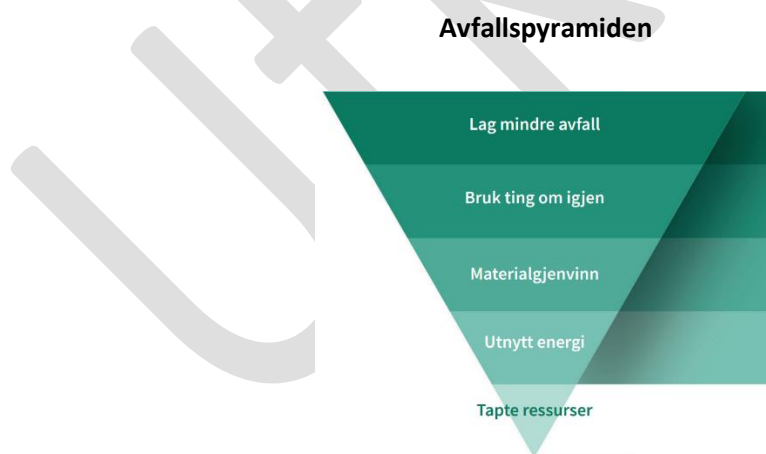 Avfallspyramiden
Lag mindre avfall
Bruk ting om igjen
Materialgjenvinn
Utnytt energi
Tapte ressurser